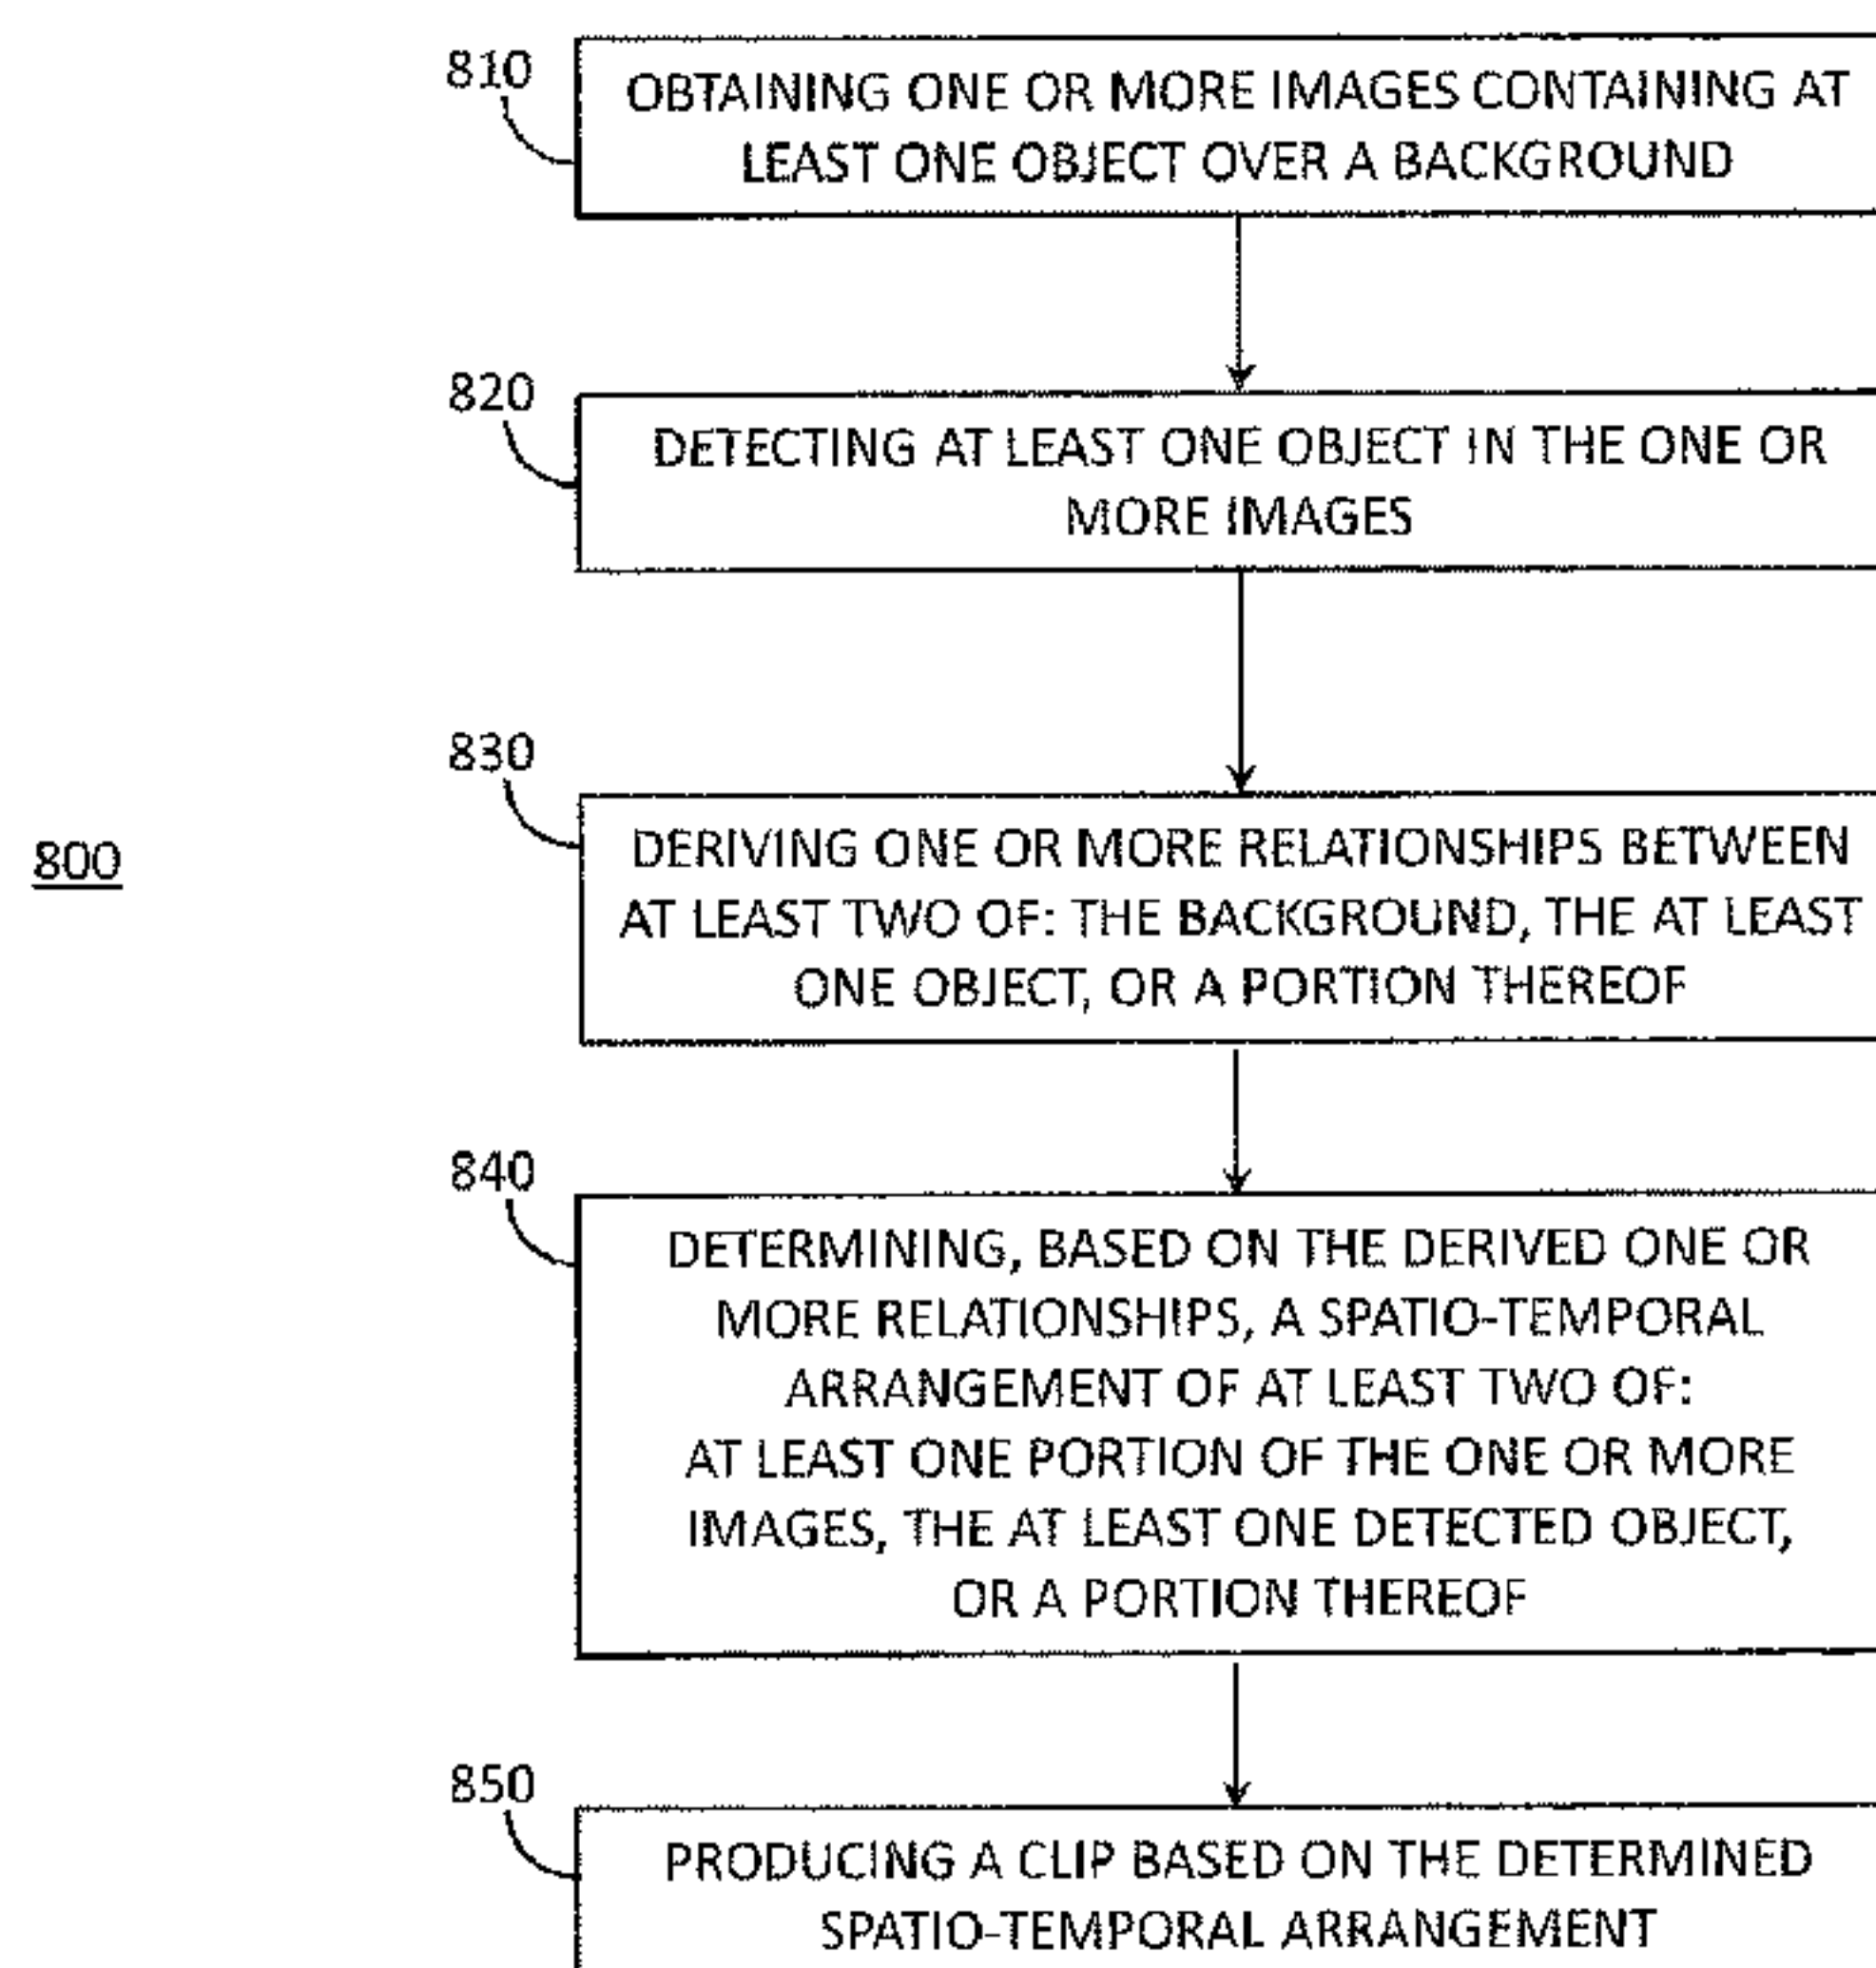 810
OBTAINING ONE OR MORE IMAGES CONTAINING AT
LEAST ONE OBJECT OVER A BACKGROUND
820
DETECTING AT LEAST ONE OBJECT IN THE ONE OR
MORE IMAGES
830
800
DERIVING ONE OR MORE RELATIONSHIPS BETWEEN
AT LEAST TWO OF: THE BACKGROUND, THE AT LEAST
ONE OBJECT, OR A PORTION THEREOF
840
DETERMINING, BASED ON THE DERIVED ONE OR
MORE RELATIONSHIPS, A SPATIO-TEMPORAL
ARRANGEMENT OF AT LEAST TWO OF:
AT LEAST ONE PORTION OF THE ONE OR MORE
IMAGES, THE AT LEAST ONE DETECTED OBJECT,
OR A PORTION THEREOF
850
PRODUCING A CLIP BASED ON THE DETERMINED
SPATIO-TEMPORAL ARRANGEMENT